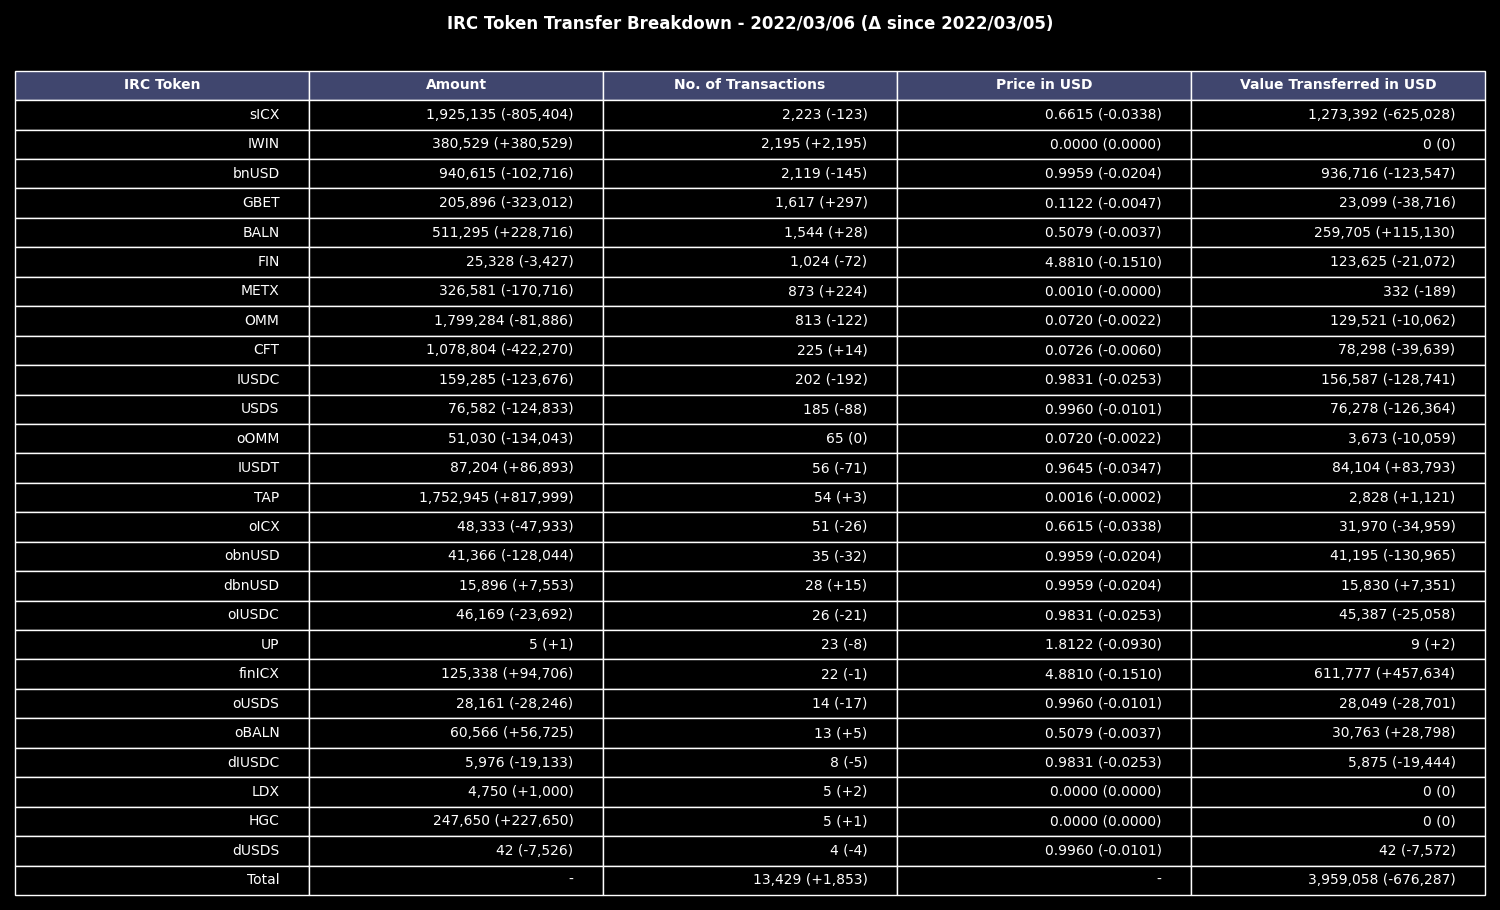 IRC Token Transfer Breakdown - 2022/03/06 (Δ since 2022/03/05)
IRC Token Amount No. of Transactions Price in USD Value Transferred in USD
sICX 1,925,135 (-805,404) 2,223 (-123) 0.6615 (-0.0338) 1,273,392 (-625,028)
IWIN 380,529 (+380,529) 2,195 (+2,195) 0.0000 (0.0000) 0 (0)
bnUSD 940,615 (-102,716) 2,119 (-145) 0.9959 (-0.0204) 936,716 (-123,547)
GBET 205,896 (-323,012) 1,617 (+297) 0.1122 (-0.0047) 23,099 (-38,716)
BALN 511,295 (+228,716) 1,544 (+28) 0.5079 (-0.0037) 259,705 (+115,130)
FIN 25,328 (-3,427) 1,024 (-72) 4.8810 (-0.1510) 123,625 (-21,072)
METX 326,581 (-170,716) 873 (+224) 0.0010 (-0.0000) 332 (-189)
OMM 1,799,284 (-81,886) 813 (-122) 0.0720 (-0.0022) 129,521 (-10,062)
CFT 1,078,804 (-422,270) 225 (+14) 0.0726 (-0.0060) 78,298 (-39,639)
IUSDC 159,285 (-123,676) 202 (-192) 0.9831 (-0.0253) 156,587 (-128,741)
USDS 76,582 (-124,833) 185 (-88) 0.9960 (-0.0101) 76,278 (-126,364)
oOMM 51,030 (-134,043) 65 (0) 0.0720 (-0.0022) 3,673 (-10,059)
IUSDT 87,204 (+86,893) 56 (-71) 0.9645 (-0.0347) 84,104 (+83,793)
TAP 1,752,945 (+817,999) 54 (+3) 0.0016 (-0.0002) 2,828 (+1,121)
oICX 48,333 (-47,933) 51 (-26) 0.6615 (-0.0338) 31,970 (-34,959)
obnUSD 41,366 (-128,044) 35 (-32) 0.9959 (-0.0204) 41,195 (-130,965)
dbnUSD 15,896 (+7,553) 28 (+15) 0.9959 (-0.0204) 15,830 (+7,351)
oIUSDC 46,169 (-23,692) 26 (-21) 0.9831 (-0.0253) 45,387 (-25,058)
UP 5 (+1) 23 (-8) 1.8122 (-0.0930) 9 (+2)
finICX 125,338 (+94,706) 22 (-1) 4.8810 (-0.1510) 611,777 (+457,634)
oUSDS 28,161 (-28,246) 14 (-17) 0.9960 (-0.0101) 28,049 (-28,701)
oBALN 60,566 (+56,725) 13 (+5) 0.5079 (-0.0037) 30,763 (+28,798)
dIUSDC 5,976 (-19,133) 8 (-5) 0.9831 (-0.0253) 5,875 (-19,444)
LDX 4,750 (+1,000) 5 (+2) 0.0000 (0.0000) 0 (0)
HGC 247,650 (+227,650) 5 (+1) 0.0000 (0.0000) 0 (0)
dUSDS 42 (-7,526) 4 (-4) 0.9960 (-0.0101) 42 (-7,572)
Total - 13,429 (+1,853) - 3,959,058 (-676,287)